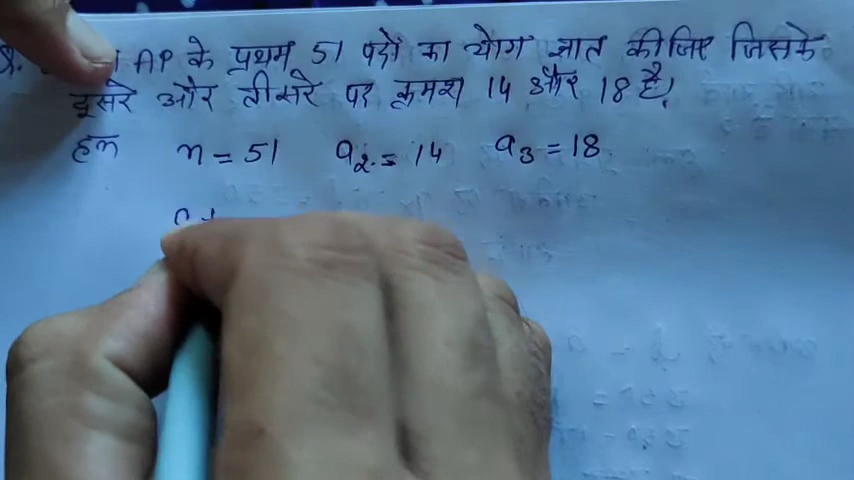 AP के प्रथम 51 पदों का योग ज्ञात कीजिए जिसके
दूसरे और तीसरे पद क्रमश 14 और 18 है।
हल n = 51 a₂ = 14 a₃ = 18